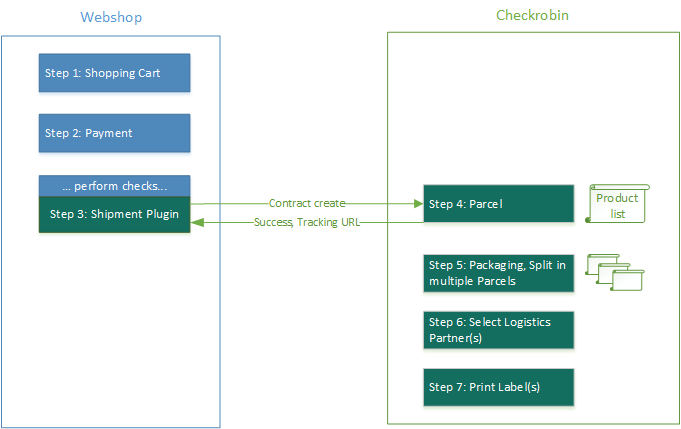 Webshop
Checkrobin
Step 1: Shopping Cart
Step 2: Payment
... perform checks...
Step 3: Shipment Plugin
Contract create
Success, Tracking URL
Step 4: Parcel
Product
list
Step 5: Packaging, Split in
multiple Parcels
Step 6: Select Logistics
Partner(s)
Step 7: Print Label(s)